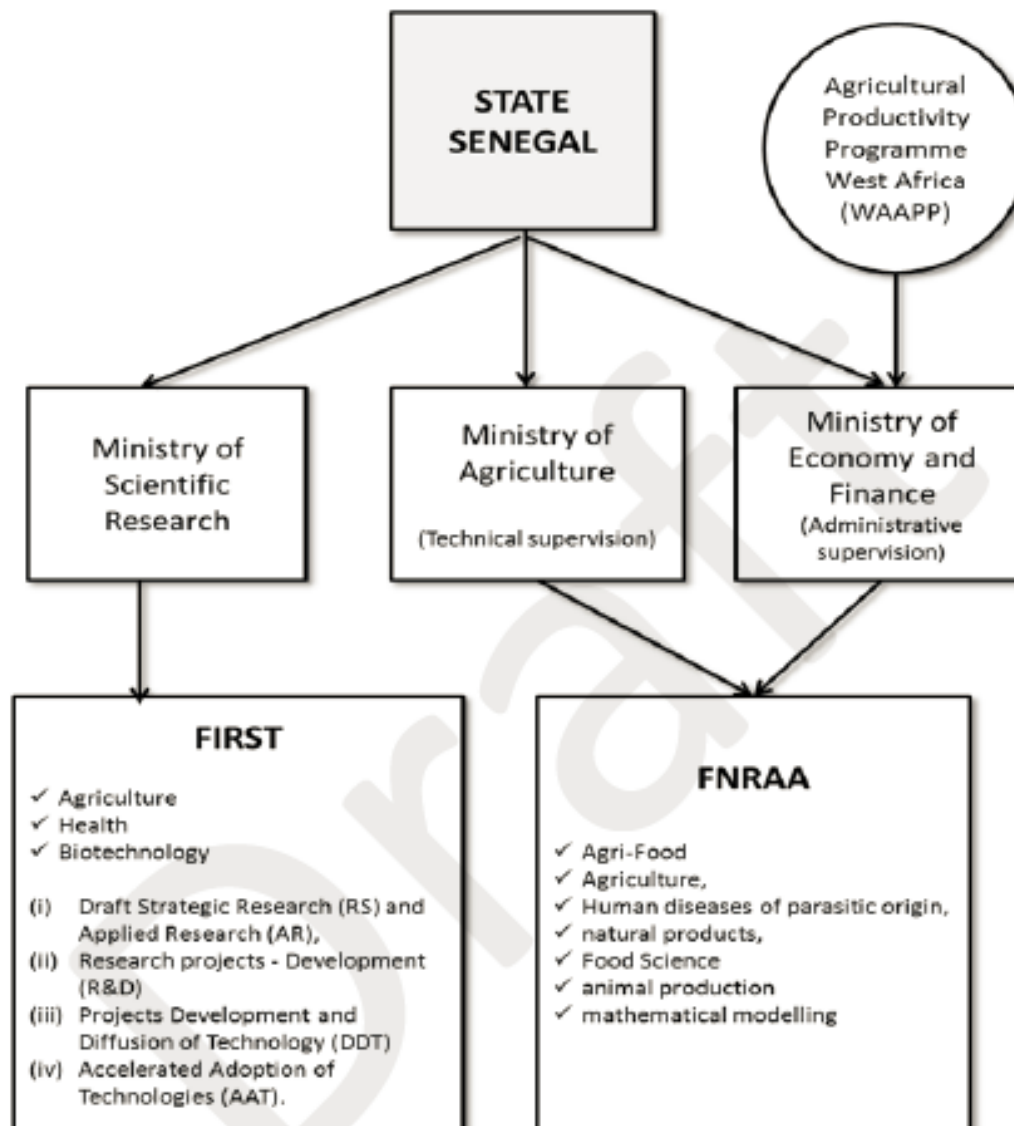 STATE
SENEGAL
Agricultural
Productivity
Programme
West Africa
(WAAPP)
Ministry of
Scientific
Research
Ministry of
Agriculture
(Technical supervision)
Ministry of
Economy and
Finance
(Administrative
supervision)
FIRST
✓ Agriculture
✓ Health
✓ Biotechnology
(i) Draft Strategic Research (RS) and
Applied Research (AR),
(ii) Research projects - Development
(R&D)
(iii) Projects Development and
Diffusion of Technology (DDT)
(iv) Accelerated Adoption of
Technologies (AAT).
FNRAA
✓ Agri-Food
✓ Agriculture,
✓ Human diseases of parasitic origin,
✓ natural products,
✓ Food Science
✓ animal production
✓ mathematical modelling
Draft